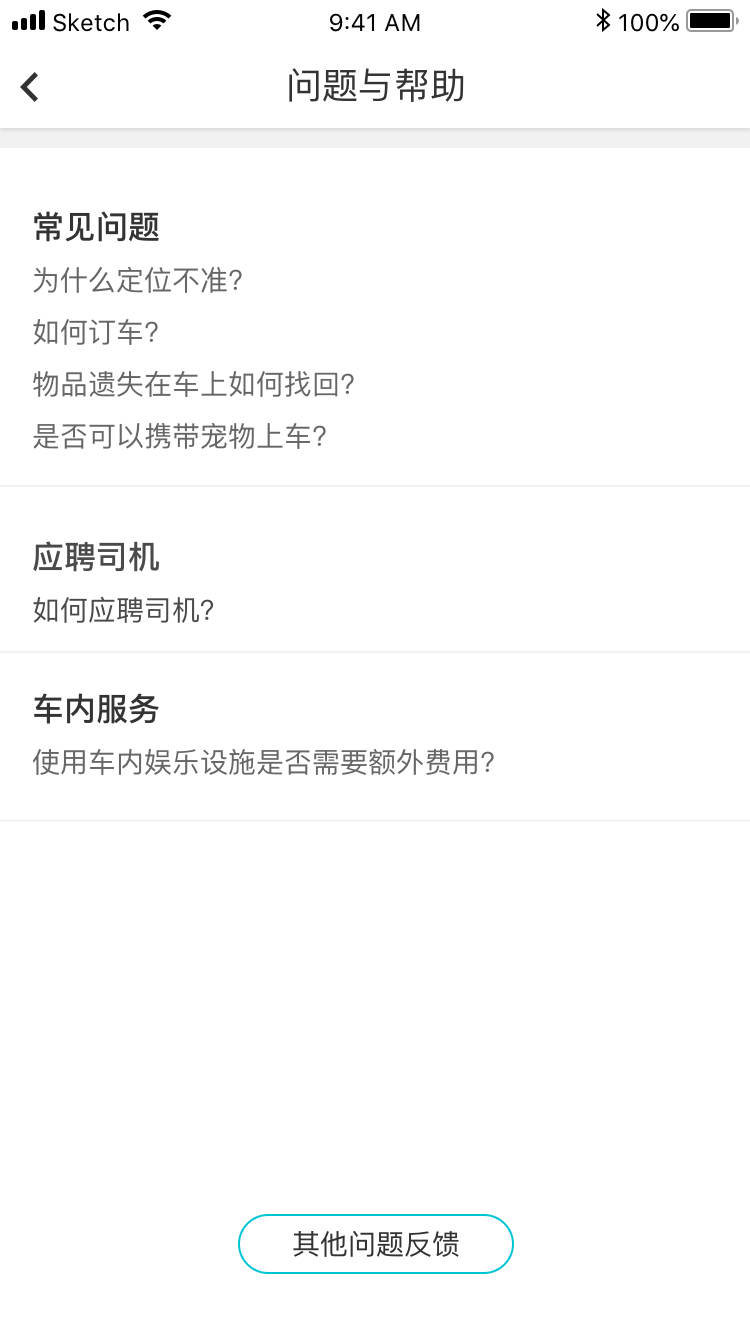 Sketch 9:41 AM 100%
问题与帮助
常见问题
为什么定位不准?
如何订车?
物品遗失在车上如何找回?
是否可以携带宠物上车?
应聘司机
如何应聘司机?
车内服务
使用车内娱乐设施是否需要额外费用?
其他问题反馈